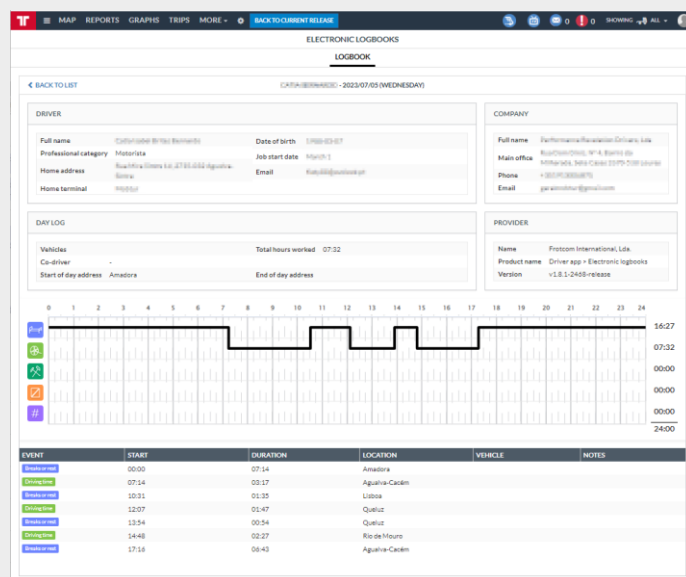 MAP REPORTS GRAPHS TRIPS MORE BACK TO CURRENT RELEASE 0 0 SHOWING ALL
ELECTRONIC LOGBOOKS
LOGBOOK
BACK TO LIST - 2023/07/05 (WEDNESDAY)
DRIVER
Full name
Professional category Motorista
Home address
Home terminal
Date of birth
Job start date March 1
Email
COMPANY
Full name
Main office
Phone
Email
DAY LOG
Vehicles
Co-driver -
Start of day address Amadora
Total hours worked 07:32
End of day address
PROVIDER
Name Frotcom International, Lda.
Product name Driver app > Electronic logbooks
Version v1.8.1-2468-release
0 1 2 3 4 5 6 7 8 9 10 11 12 13 14 15 16 17 18 19 20 21 22 23 24
16:27
07:32
00:00
00:00
# 00:00
24:00
EVENT START DURATION LOCATION VEHICLE NOTES
Breaks or rest 00:00 07:14 Amadora
Driving time 07:14 03:17 Agualva-Cacém
Breaks or rest 10:31 01:35 Lisboa
Driving time 12:07 01:47 Queluz
Breaks or rest 13:54 00:54 Queluz
Driving time 14:48 02:27 Rio de Mouro
Breaks or rest 17:16 06:43 Agualva-Cacém